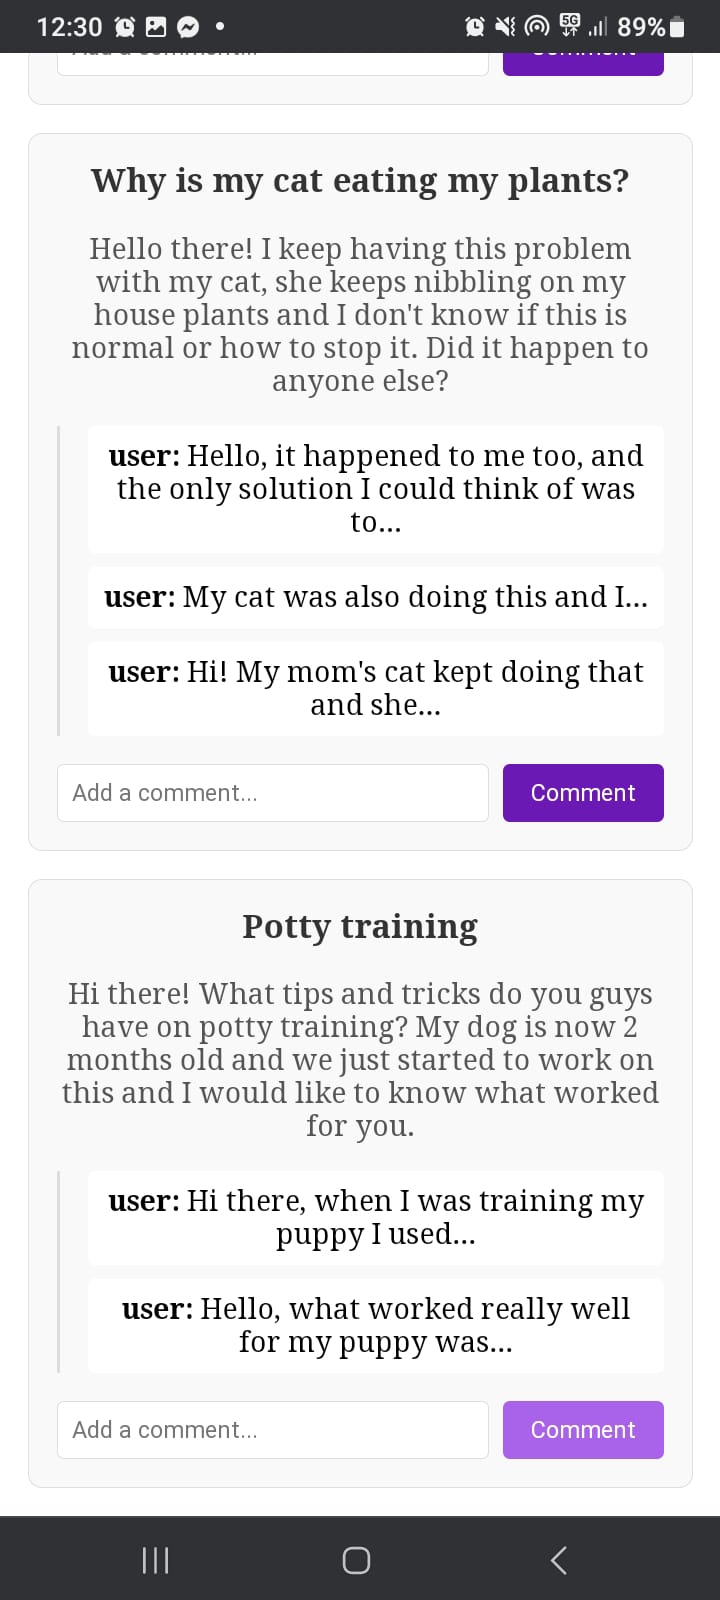 12:30
5G
89%
Why is my cat eating my plants?
Hello there! I keep having this problem
with my cat, she keeps nibbling on my
house plants and I don't know if this is
normal or how to stop it. Did it happen to
anyone else?
user: Hello, it happened to me too, and
the only solution I could think of was
to...
user: My cat was also doing this and I...
user: Hi! My mom's cat kept doing that
and she...
Add a comment...
Comment
Potty training
Hi there! What tips and tricks do you guys
have on potty training? My dog is now 2
months old and we just started to work on
this and I would like to know what worked
for you.
user: Hi there, when I was training my
puppy I used...
user: Hello, what worked really well
for my puppy was...
Add a comment...
Comment